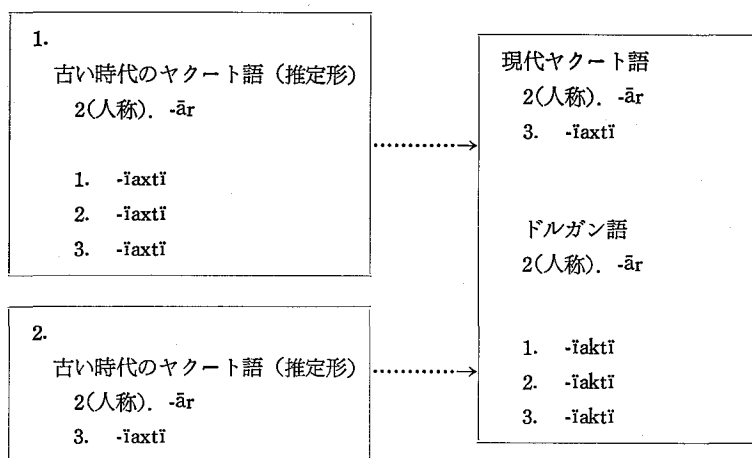 1.
古い時代のヤクート語（推定形）
2(人称). -ār
1. -ïaxtï
2. -ïaxtï
3. -ïaxtï
2.
古い時代のヤクート語（推定形）
2(人称). -ār
3. -ïaxtï
現代ヤクート語
2(人称). -ār
3. -ïaxtï
ドルガン語
2(人称). -ār
1. -ïaktï
2. -ïaktï
3. -ïaktï